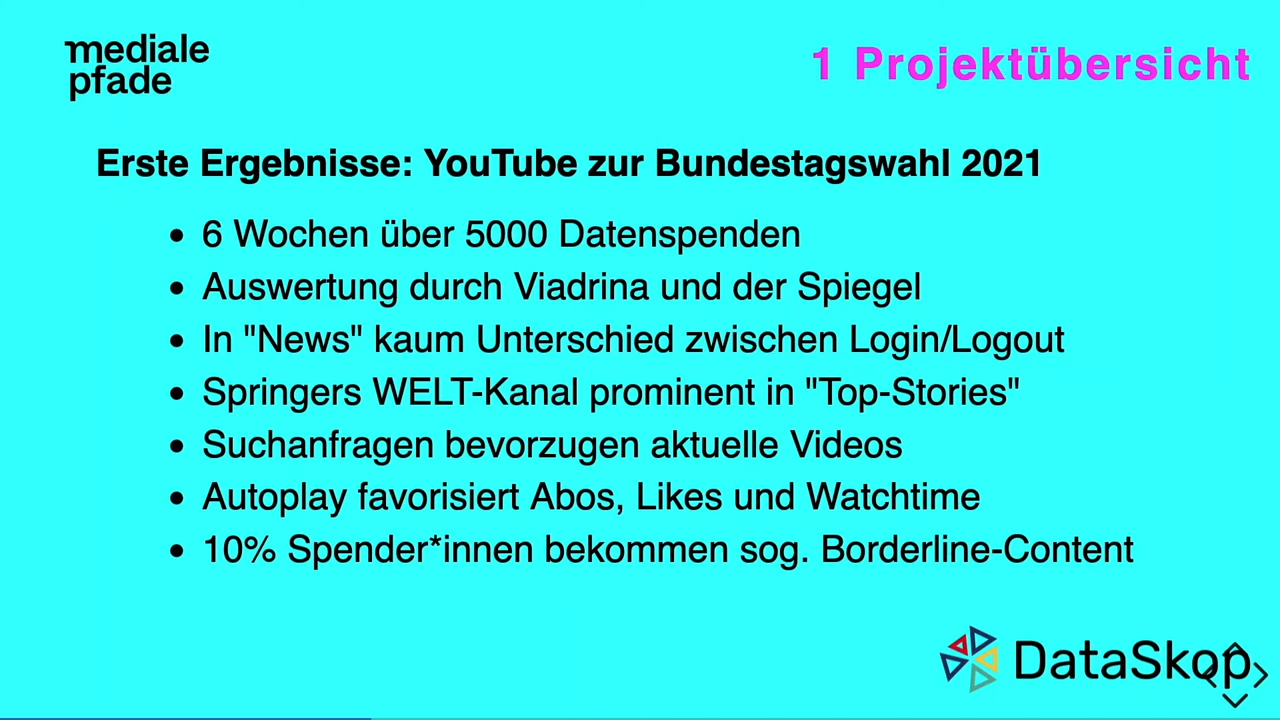 mediale
pfade
1 Projektübersicht
Erste Ergebnisse: YouTube zur Bundestagswahl 2021
• 6 Wochen über 5000 Datenspenden
• Auswertung durch Viadrina und der Spiegel
• In "News" kaum Unterschied zwischen Login/Logout
• Springers WELT-Kanal prominent in "Top-Stories"
• Suchanfragen bevorzugen aktuelle Videos
• Autoplay favorisiert Abos, Likes und Watchtime
• 10% Spender*innen bekommen sog. Borderline-Content
DataSkop